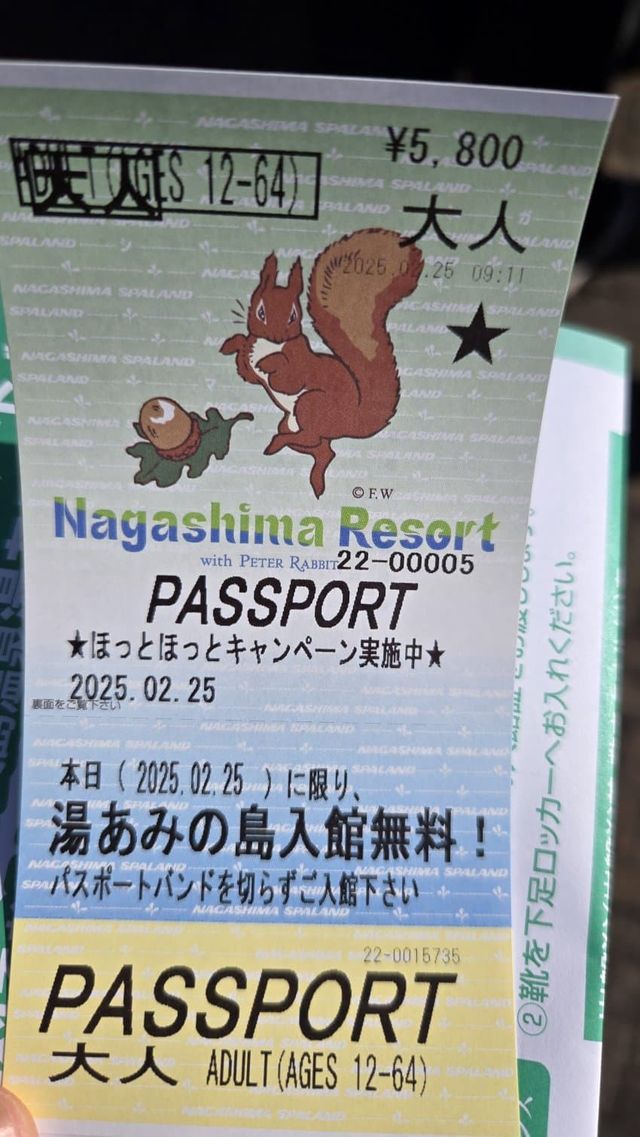 ¥5,800
ADULT(AGES 12-64)
大人
大人
2025.02.25 09:11
★
© F.W
Nagashima Resort
with PETER RABBIT
22-00005
PASSPORT
★ほっとほっとキャンペーン実施中★
2025.02.25
裏面をご覧下さい
本日 ( 2025.02.25 ) に限り、
湯あみの島入館無料！
パスポートバンドを切らずご入館下さい
22-0015735
PASSPORT
大人 ADULT(AGES 12-64)
②靴を下足ロッカーへお入れください。
NAGASHIMA SPALAND